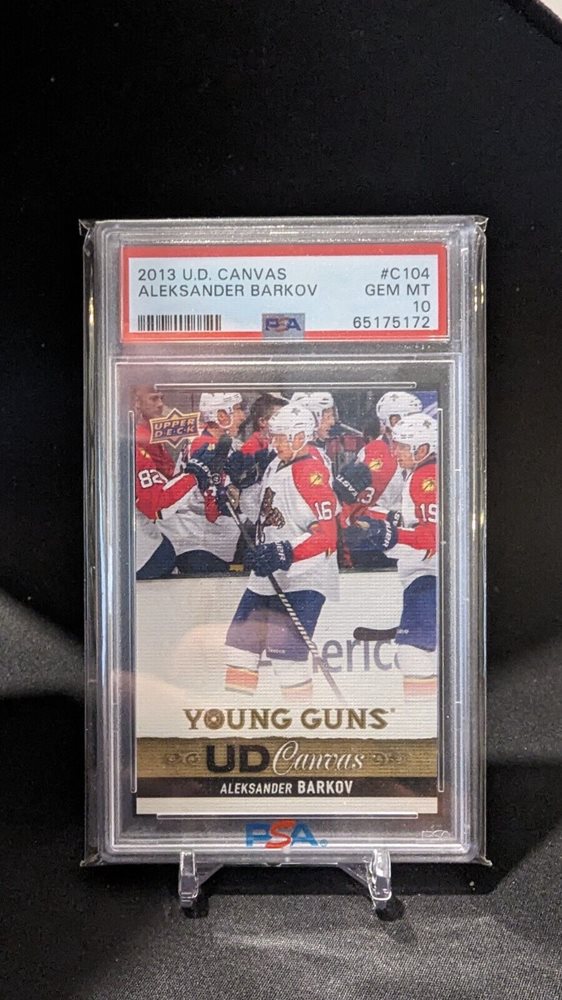 2013 U.D. CANVAS #C104
ALEKSANDER BARKOV GEM MT
10
PSA 65175172
UPPER
DECK
82
16
19
America
YOUNG GUNS®
UD Canvas
ALEKSANDER BARKOV
PSA®